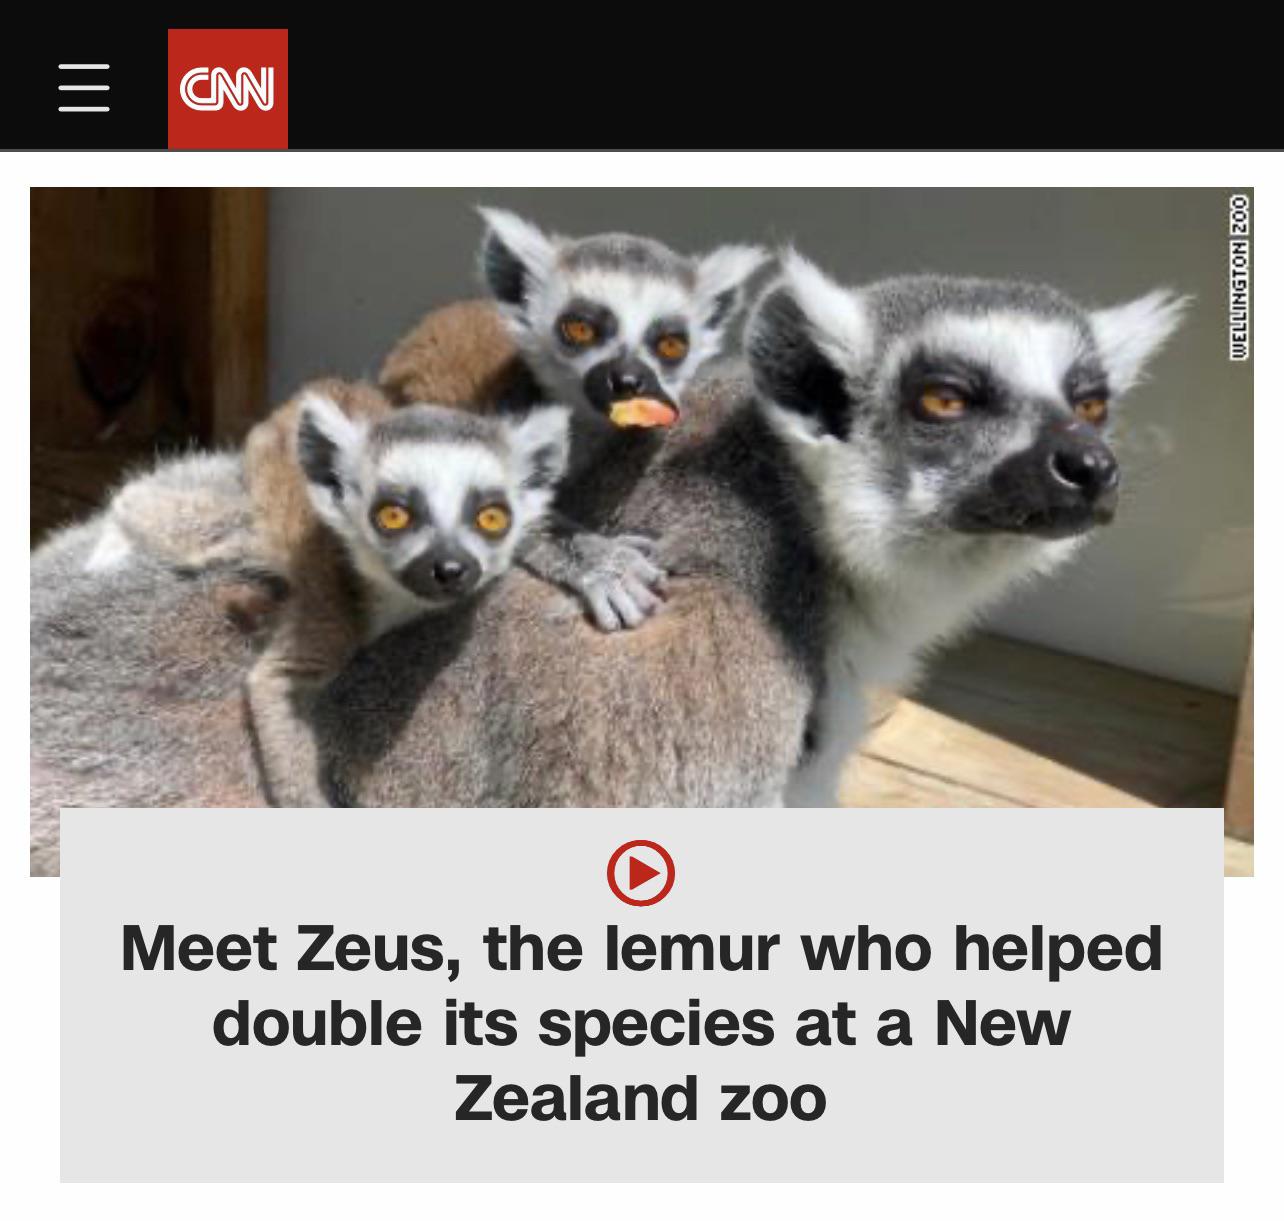 CNN
WELLINGTON ZOO
Meet Zeus, the lemur who helped
double its species at a New
Zealand zoo